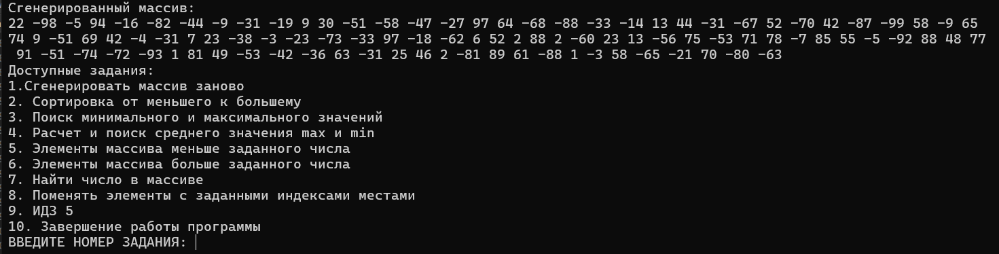 Сгенерированный массив:
22 -98 -5 94 -16 -82 -44 -9 -31 -19 9 30 -51 -58 -47 -27 97 64 -68 -88 -33 -14 13 44 -31 -67 52 -70 42 -87 -99 58 -9 65
74 9 -51 69 42 -4 -31 7 23 -38 -3 -23 -73 -33 97 -18 -62 6 52 2 88 2 -60 23 13 -56 75 -53 71 78 -7 85 55 -5 -92 88 48 77
91 -51 -74 -72 -93 1 81 49 -53 -42 -36 63 -31 25 46 2 -81 89 61 -88 1 -3 58 -65 -21 70 -80 -63
Доступные задания:
1.Сгенерировать массив заново
2. Сортировка от меньшего к большему
3. Поиск минимального и максимального значений
4. Расчет и поиск среднего значения max и min
5. Элементы массива меньше заданного числа
6. Элементы массива больше заданного числа
7. Найти число в массиве
8. Поменять элементы с заданными индексами местами
9. ИДЗ 5
10. Завершение работы программы
ВВЕДИТЕ НОМЕР ЗАДАНИЯ: